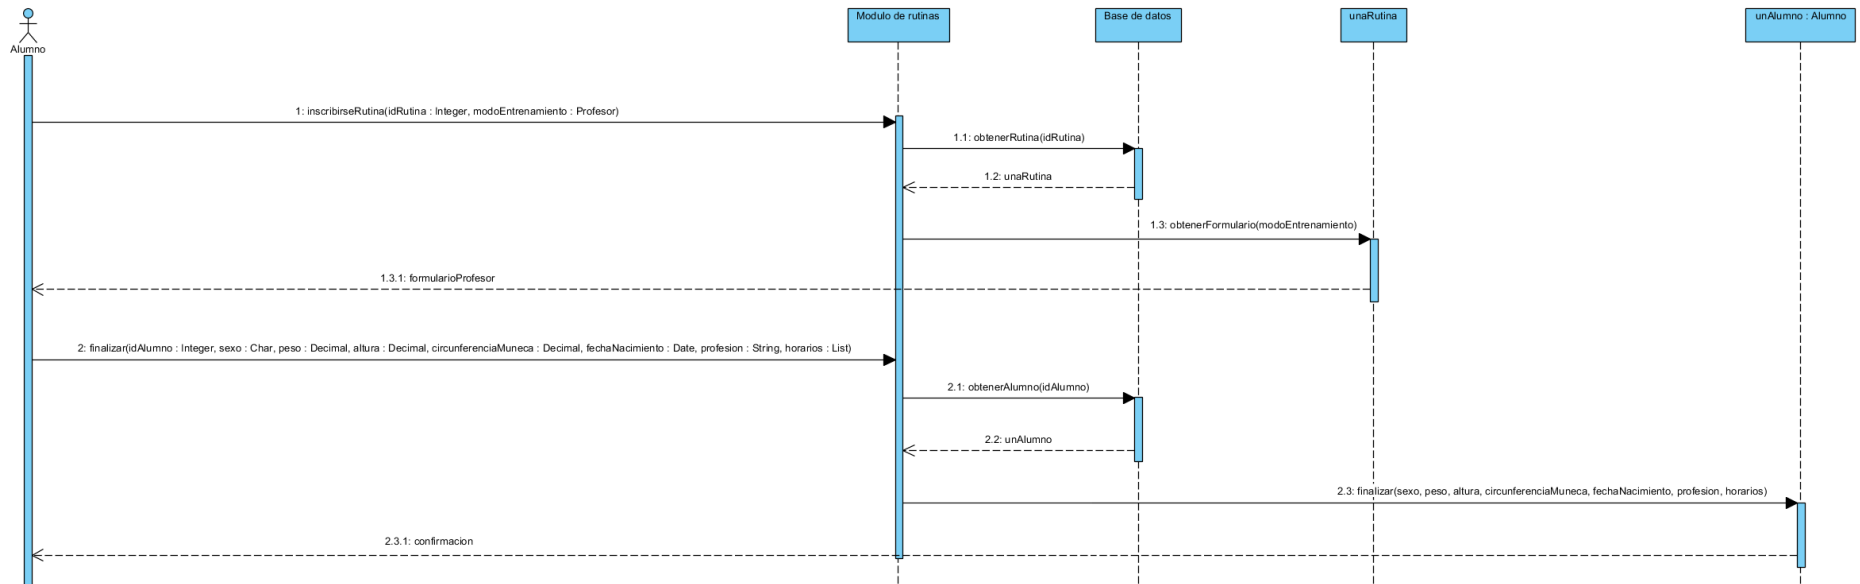 Modulo de rutinas
Base de datos
unaRutina
unAlumno : Alumno
Alumno
1: inscribirseRutina(idRutina : Integer, modoEntrenamiento : Profesor)
1.1: obtenerRutina(idRutina)
1.2: unaRutina
1.3: obtenerFormulario(modoEntrenamiento)
1.3.1: formularioProfesor
2: finalizar(idAlumno : Integer, sexo : Char, peso : Decimal, altura : Decimal, circunferenciaMuneca : Decimal, fechaNacimiento : Date, profesion : String, horarios : List)
2.1: obtenerAlumno(idAlumno)
2.2: unAlumno
2.3: finalizar(sexo, peso, altura, circunferenciaMuneca, fechaNacimiento, profesion, horarios)
2.3.1: confirmacion